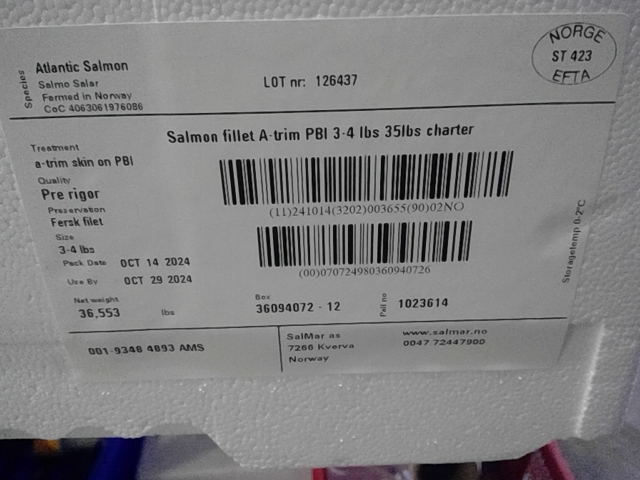 Species
Atlantic Salmon
Salmo Salar
Farmed in Norway
CoC 4063061976086
LOT nr: 126437
NORGE
ST 423
EFTA
Salmon fillet A-trim PBI 3-4 lbs 35lbs charter
Treatment
a-trim skin on PBI
Quality
Pre rigor
Preservation
Fersk filet
Size
3-4 lbs
Pack Date OCT 14 2024
Use By OCT 29 2024
(11)241014(3202)003655(90)02NO
(00)070724980360940726
Storagetemp 0-2°C
Net weight
36,553 lbs
Box
36094072 - 12
Pall no
1023614
001-9348 4893 AMS
SalMar as
7266 Kverva
Norway
www.salmar.no
0047 72447900